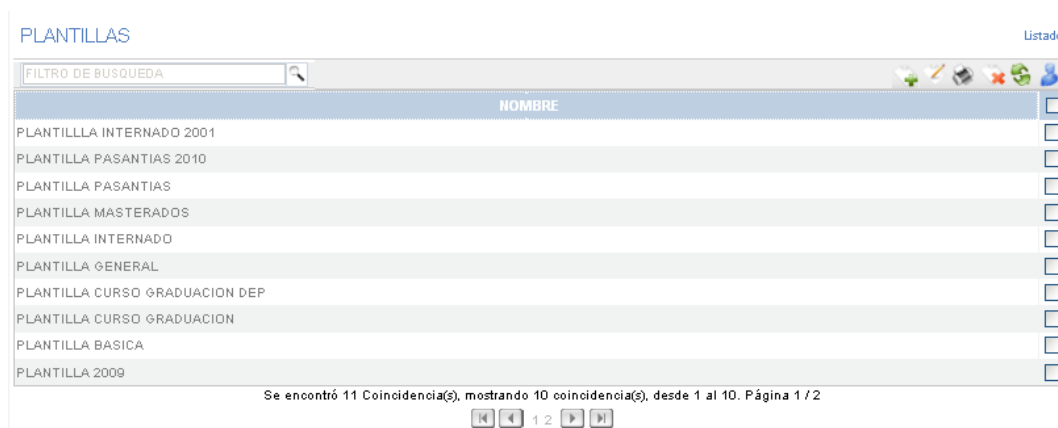 PLANTILLAS
Listado
FILTRO DE BUSQUEDA
NOMBRE
PLANTILLLA INTERNADO 2001
PLANTILLA PASANTIAS 2010
PLANTILLA PASANTIAS
PLANTILLA MASTERADOS
PLANTILLA INTERNADO
PLANTILLA GENERAL
PLANTILLA CURSO GRADUACION DEP
PLANTILLA CURSO GRADUACION
PLANTILLA BASICA
PLANTILLA 2009
Se encontró 11 Coincidencia(s), mostrando 10 coincidencia(s), desde 1 al 10. Página 1 / 2
1 2